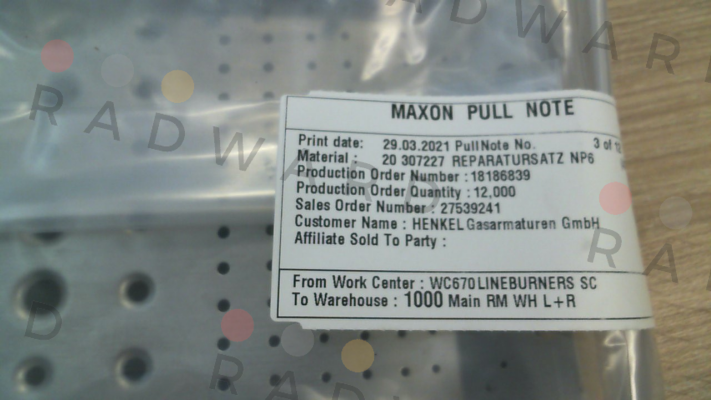 MAXON PULL NOTE
Print date: 29.03.2021 PullNote No. 3 of
Material : 20 307227 REPARATURSATZ NP6
Production Order Number : 18186839
Production Order Quantity : 12,000
Sales Order Number : 27539241
Customer Name : HENKEL Gasarmaturen GmbH
Affiliate Sold To Party :
From Work Center : WC670 LINEBURNERS SC
To Warehouse : 1000 Main RM WH L+R
RADWARD
RADWARD